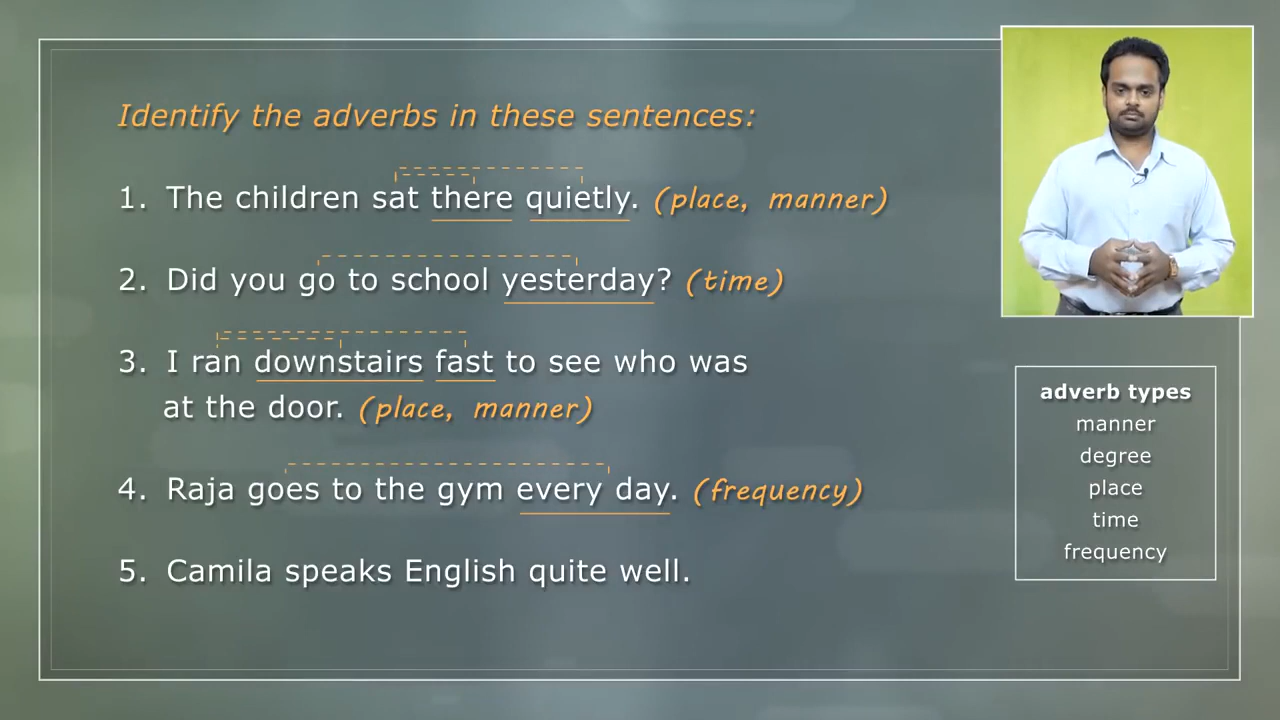 Identify the adverbs in these sentences:
1. The children sat there quietly. (place, manner)
2. Did you go to school yesterday? (time)
3. I ran downstairs fast to see who was
at the door. (place, manner)
4. Raja goes to the gym every day. (frequency)
5. Camila speaks English quite well.
adverb types
manner
degree
place
time
frequency